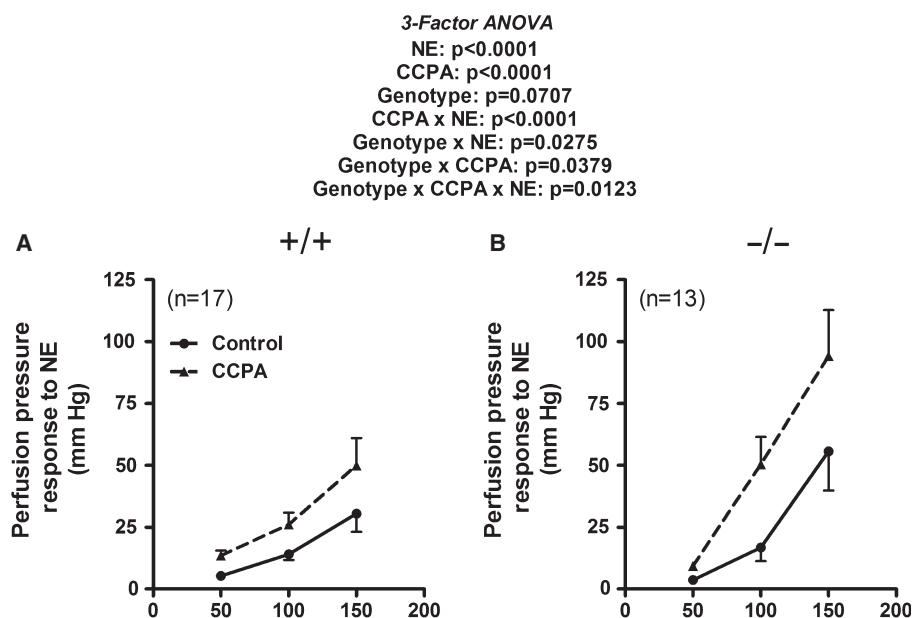 3-Factor ANOVA
NE: p<0.0001
CCPA: p<0.0001
Genotype: p=0.0707
CCPA x NE: p<0.0001
Genotype x NE: p=0.0275
Genotype x CCPA: p=0.0379
Genotype x CCPA x NE: p=0.0123
A
+/+
Perfusion pressure
response to NE
(mm Hg)
125
100
75
50
25
0
(n=17)
Control
CCPA
0 50 100 150 200
B
–/–
Perfusion pressure
response to NE
(mm Hg)
125
100
75
50
25
0
(n=13)
0 50 100 150 200